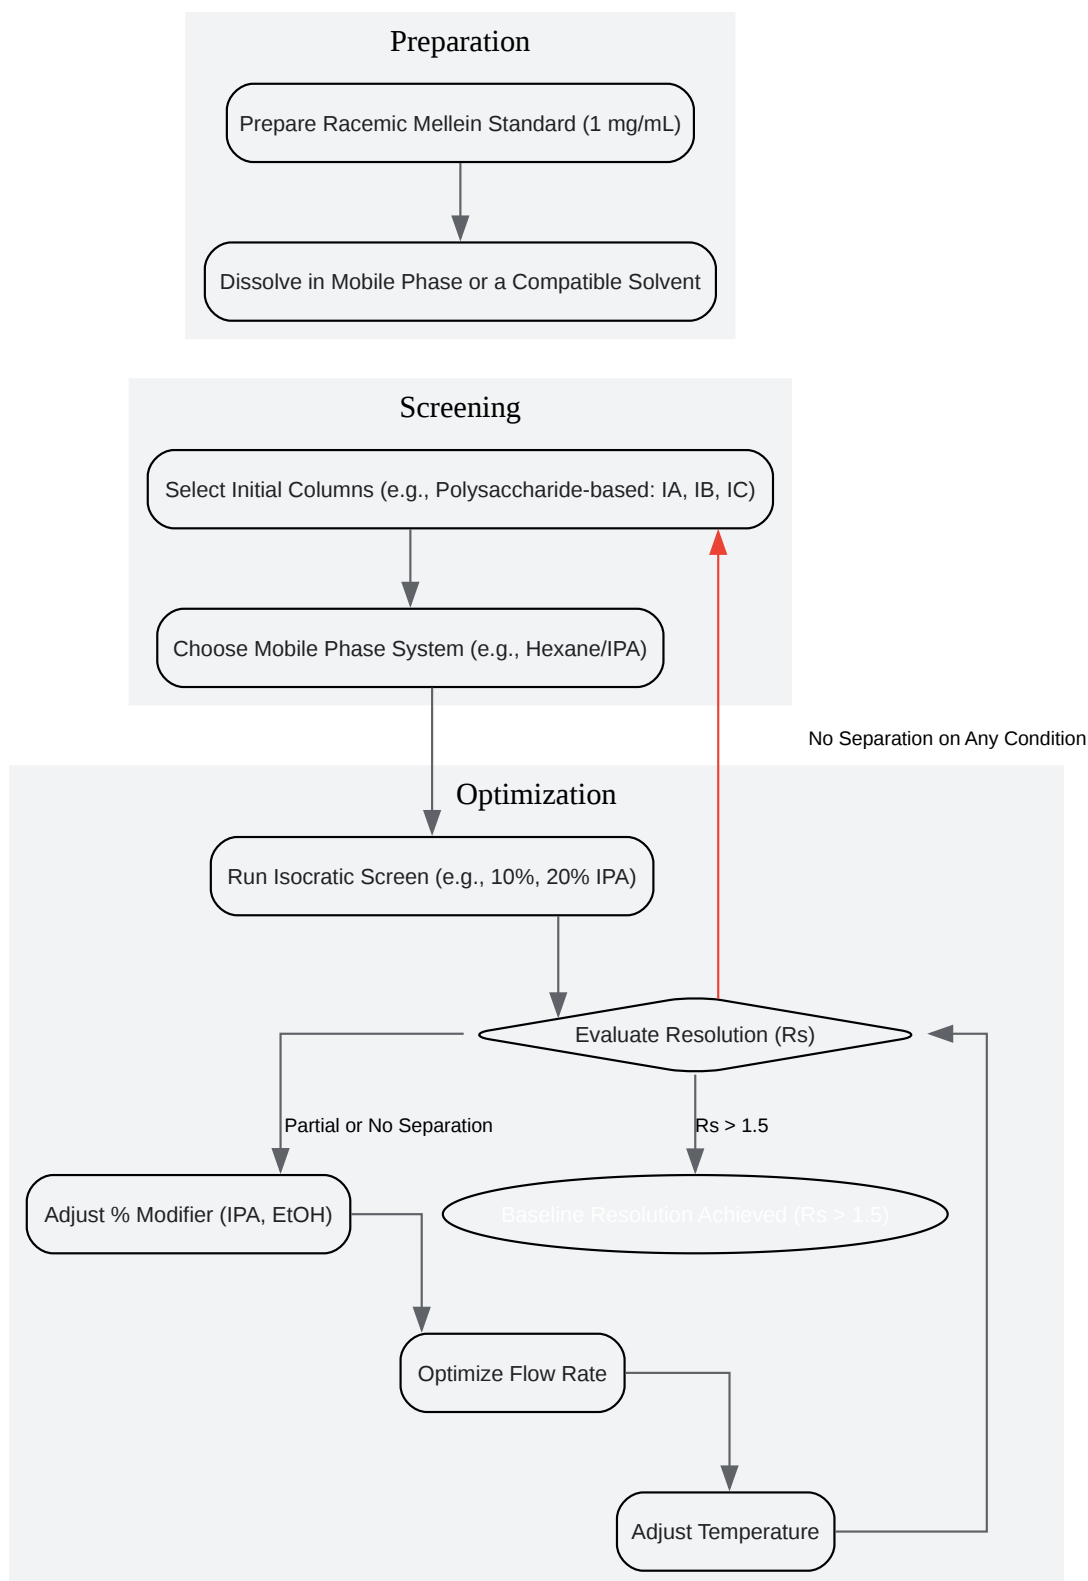 Preparation
Prepare Racemic Mellein Standard (1 mg/mL)
Dissolve in Mobile Phase or a Compatible Solvent
Screening
Select Initial Columns (e.g., Polysaccharide-based: IA, IB, IC)
Choose Mobile Phase System (e.g., Hexane/IPA)
No Separation on Any Condition
Optimization
Run Isocratic Screen (e.g., 10%, 20% IPA)
Evaluate Resolution (Rs)
Partial or No Separation
Rs > 1.5
Adjust % Modifier (IPA, EtOH)
Baseline Resolution Achieved (Rs > 1.5)
Optimize Flow Rate
Adjust Temperature